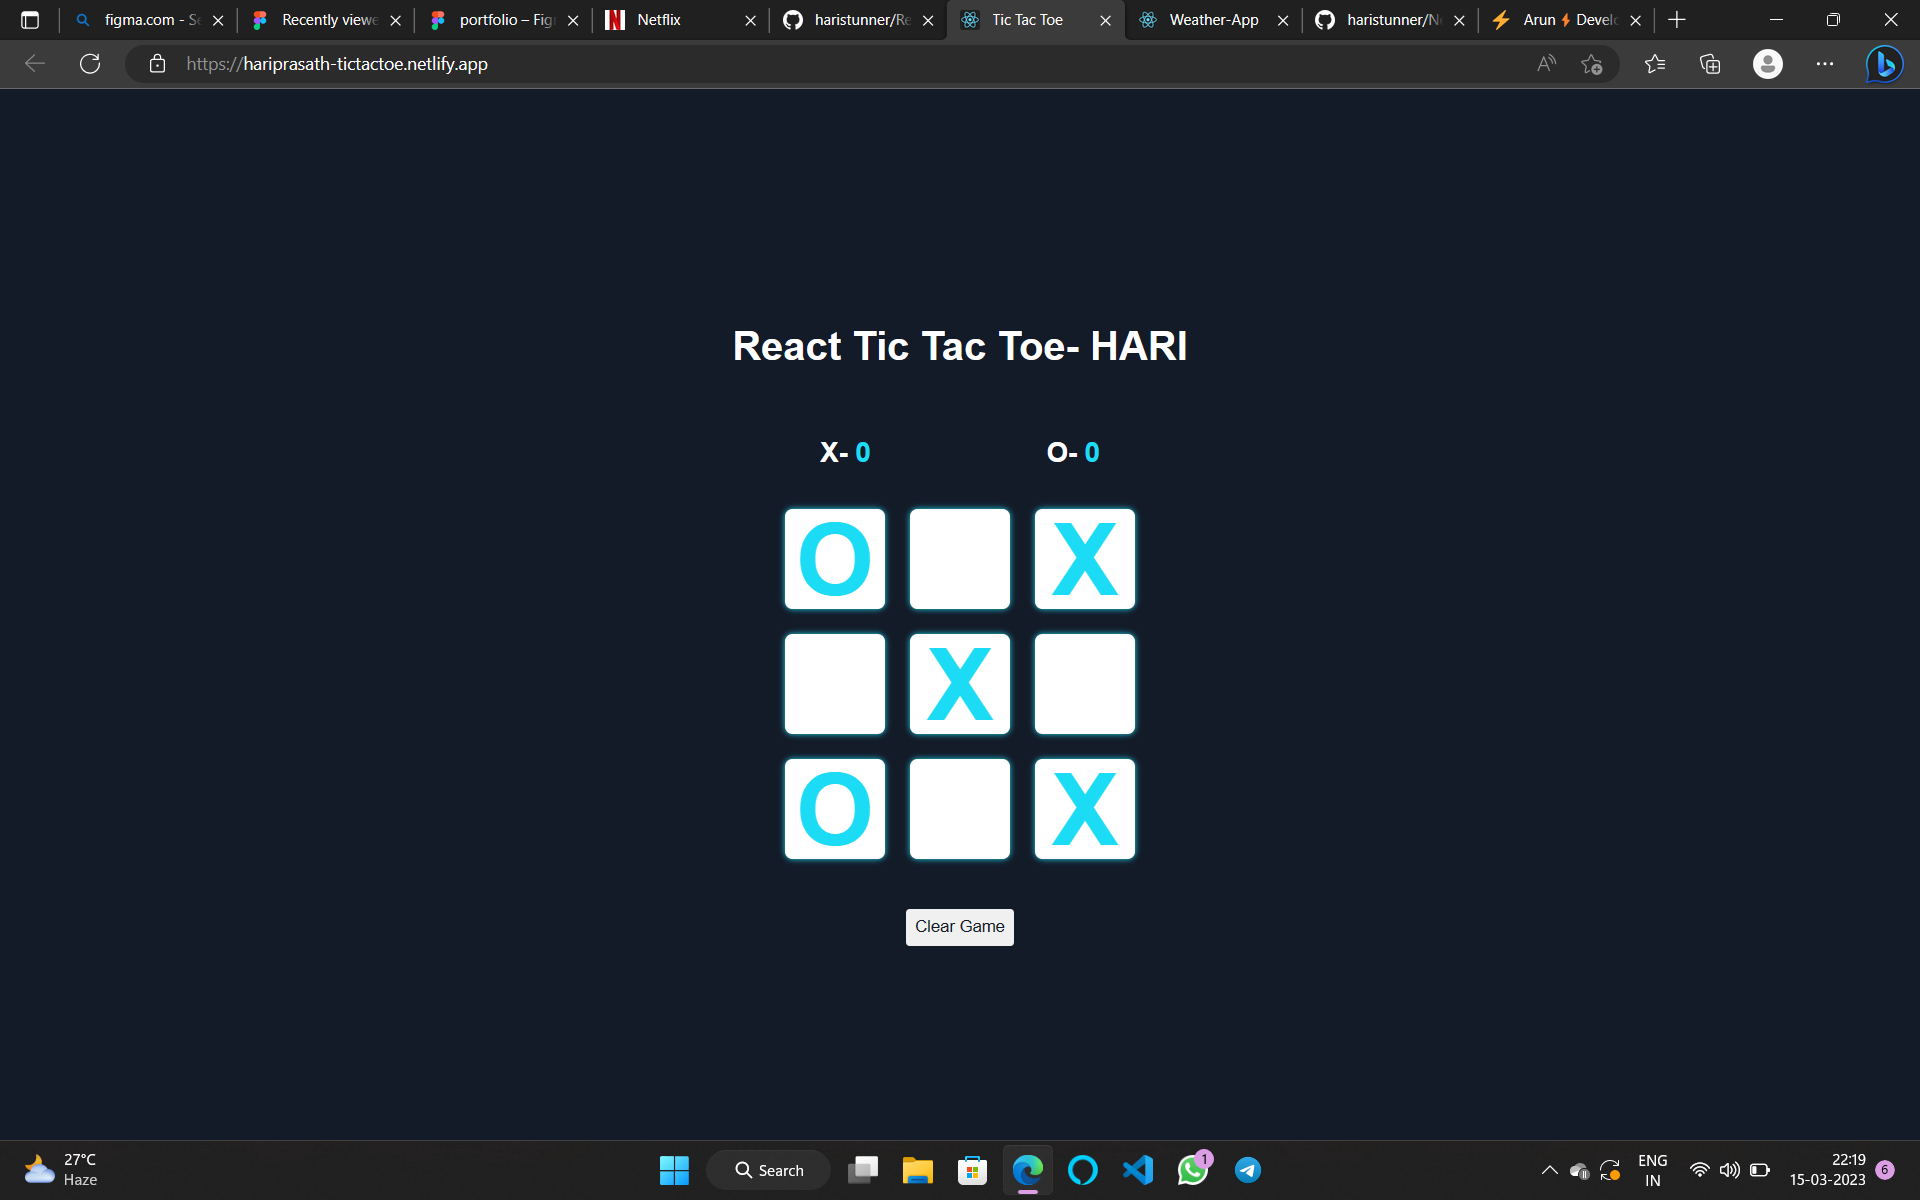 figma.com - Se
Recently viewe
portfolio – Fig
Netflix
haristunner/Re
Tic Tac Toe
Weather-App
haristunner/N
Arun ⚡ Develo
https://hariprasath-tictactoe.netlify.app
React Tic Tac Toe- HARI
X- 0
O- 0
O X
X
O X
Clear Game
27°C
Haze
Search
1
ENG
IN
22:19
15-03-2023
6